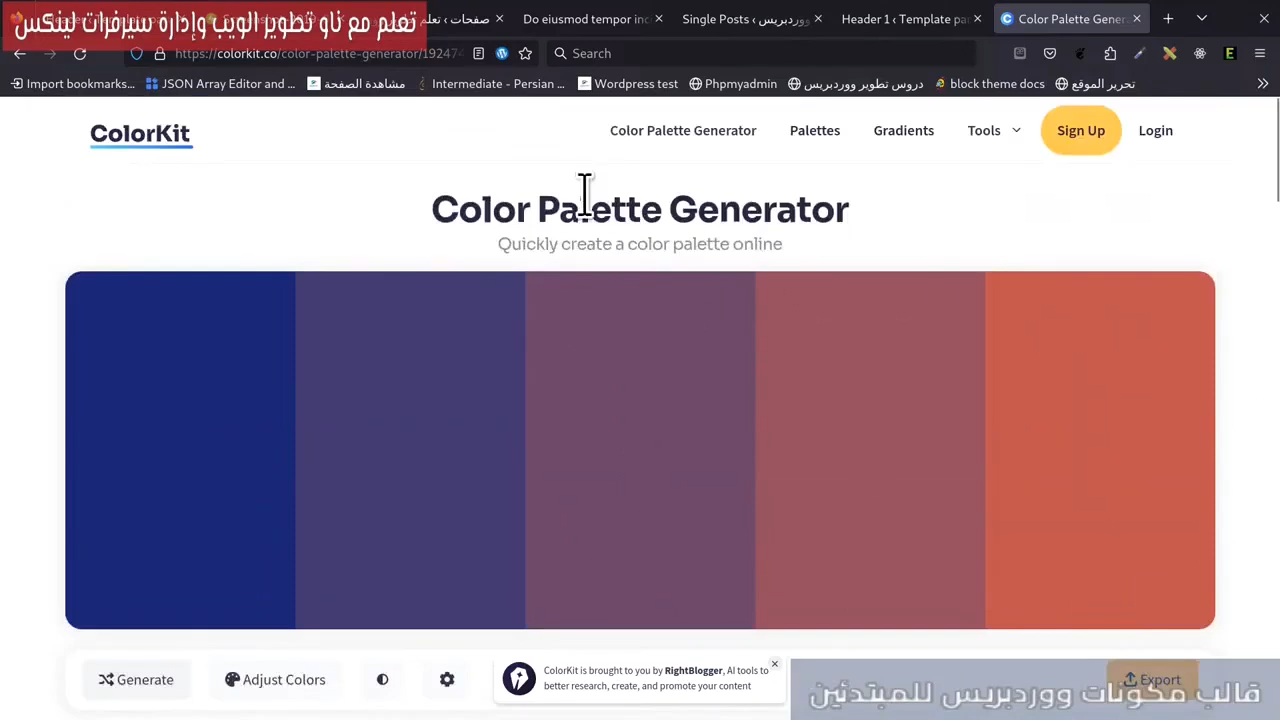 تعلم مع ناو تطوير الويب وإدارة سيرفرات لينكس
صفحات ‹ تعلم
Do eiusmod tempor inc
Single Posts ‹ ووردبريس
Header 1 ‹ Template pa
Color Palette Gener
https://colorkit.co/color-palette-generator/19247
Search
Import bookmarks...
JSON Array Editor and ...
مشاهدة الصفحة
Intermediate - Persian ...
Wordpress test
Phpmyadmin
دروس تطوير ووردبريس
block theme docs
تحرير الموقع
ColorKit
Color Palette Generator
Palettes
Gradients
Tools
Sign Up
Login
Color Palette Generator
Quickly create a color palette online
Generate
Adjust Colors
ColorKit is brought to you by RightBlogger, AI tools to
better research, create, and promote your content
Export
قالب مكونات ووردبريس للمبتدئين